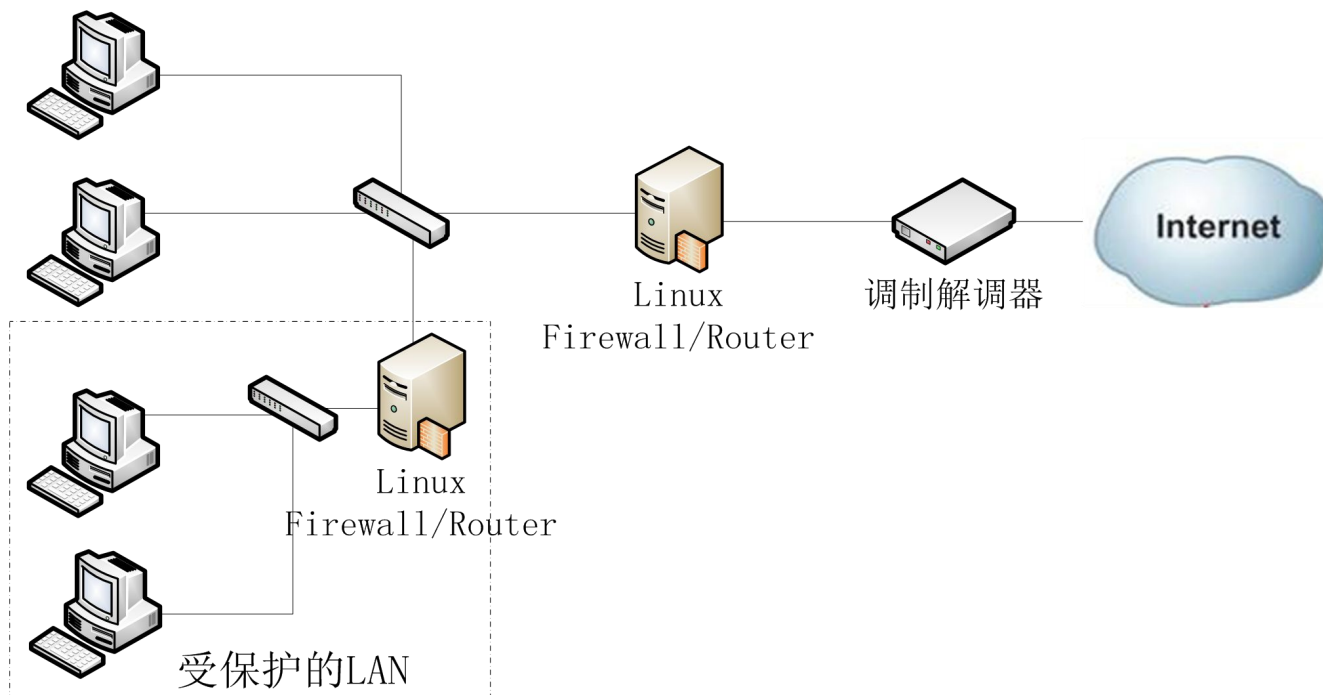 Internet
Linux
Firewall/Router
调制解调器
Linux
Firewall/Router
受保护的LAN